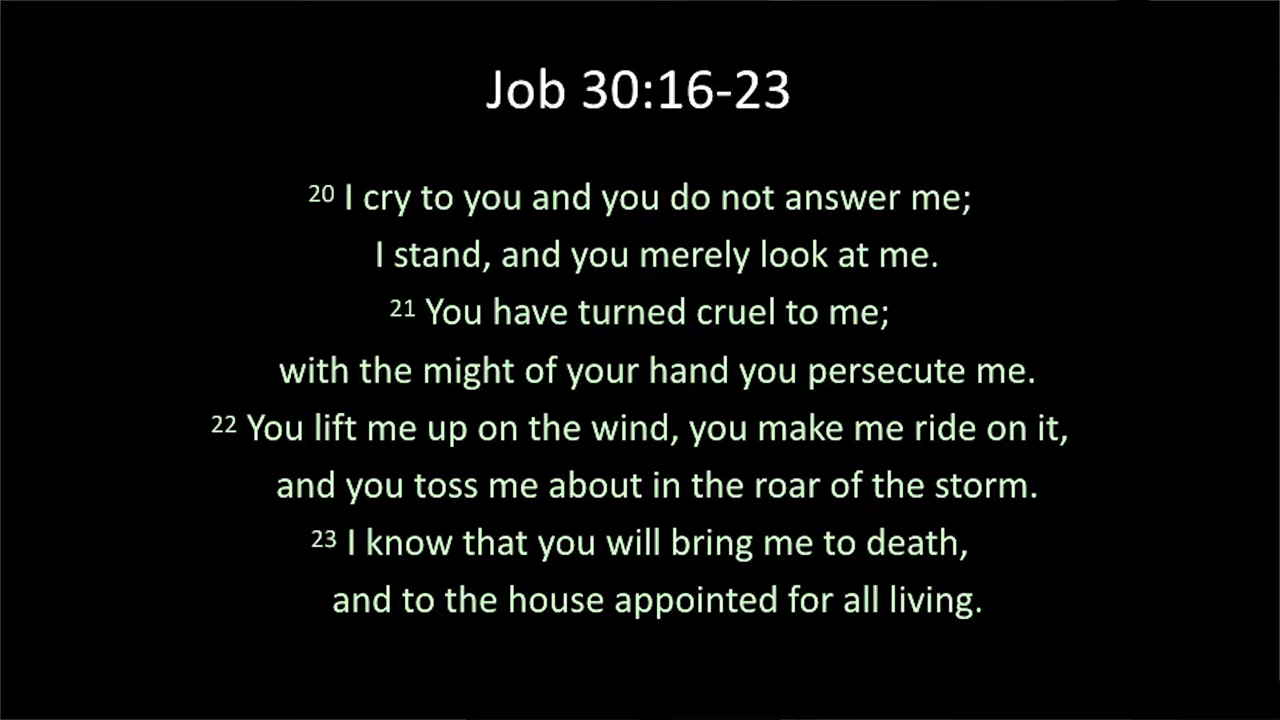 Job 30:16-23
20 I cry to you and you do not answer me;
I stand, and you merely look at me.
21 You have turned cruel to me;
with the might of your hand you persecute me.
22 You lift me up on the wind, you make me ride on it,
and you toss me about in the roar of the storm.
23 I know that you will bring me to death,
and to the house appointed for all living.